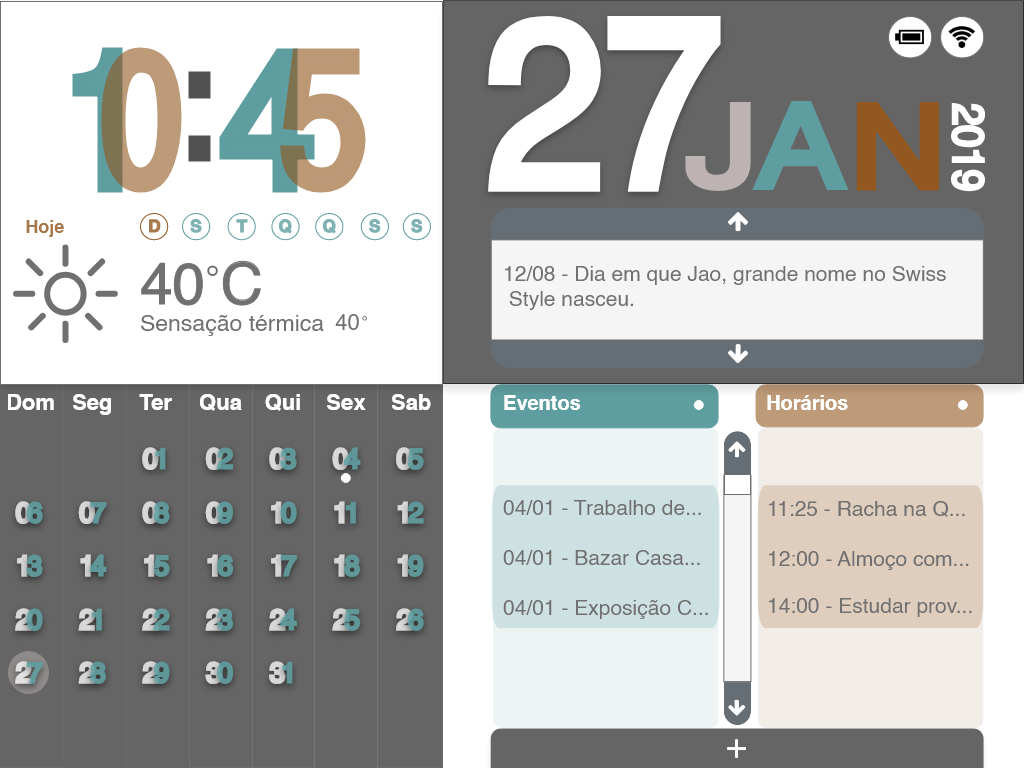 10:45
Hoje D S T Q Q S S
40°C
Sensação térmica 40°
27 JAN 2019
12/08 - Dia em que Jao, grande nome no Swiss
Style nasceu.
Dom Seg Ter Qua Qui Sex Sab
01 02 03 04 05
06 07 08 09 10 11 12
13 14 15 16 17 18 19
20 21 22 23 24 25 26
27 28 29 30 31
Eventos
04/01 - Trabalho de...
04/01 - Bazar Casa...
04/01 - Exposição C...
Horários
11:25 - Racha na Q...
12:00 - Almoço com...
14:00 - Estudar prov...
+